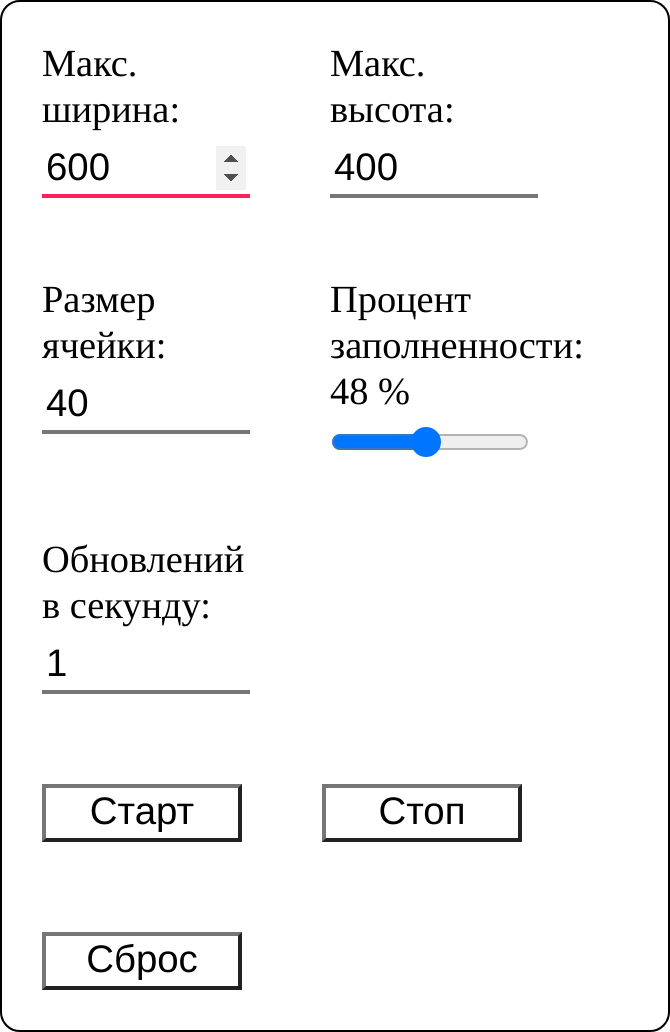 Макс.
ширина:
600
Макс.
высота:
400
Размер
ячейки:
40
Процент
заполненности:
48 %
Обновлений
в секунду:
1
Старт
Стоп
Сброс